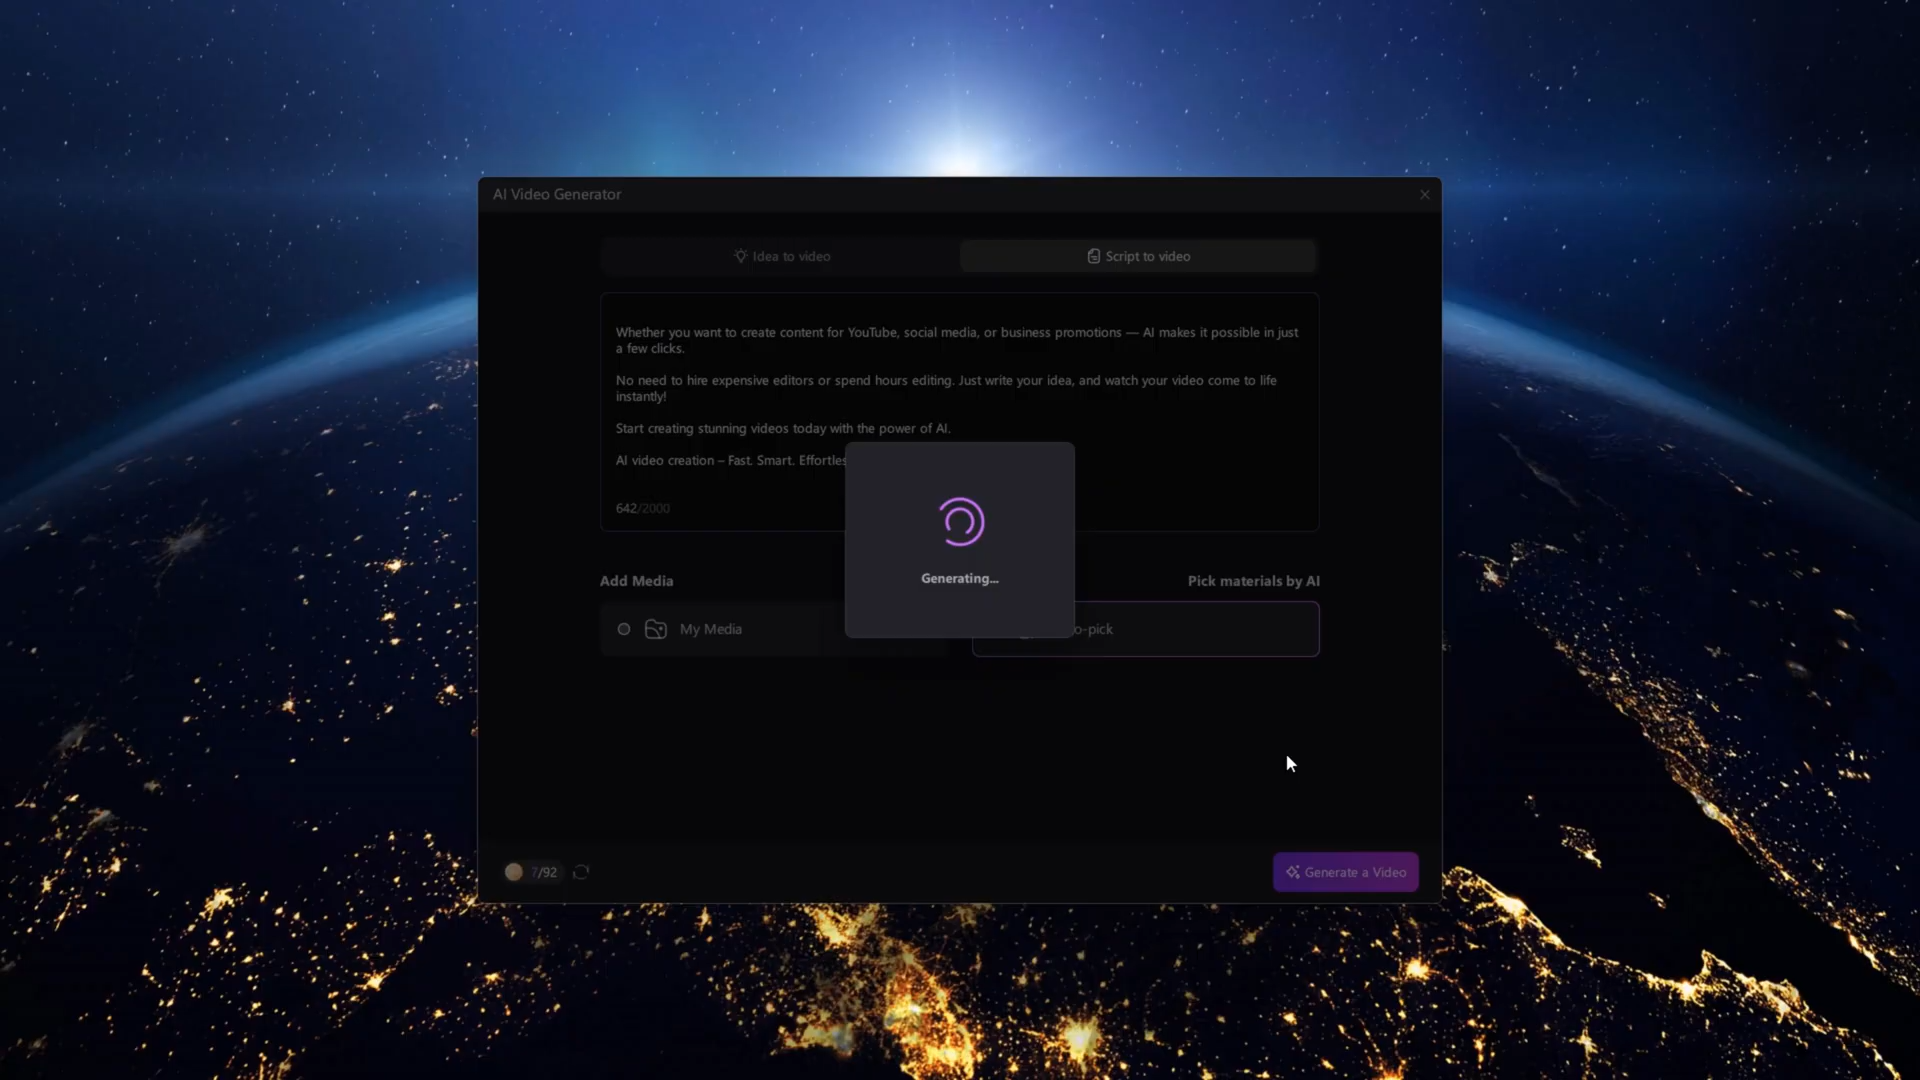 AI Video Generator
Idea to video
Script to video
Whether you want to create content for YouTube, social media, or business promotions — AI makes it possible in just
a few clicks.
No need to hire expensive editors or spend hours editing. Just write your idea, and watch your video come to life
instantly!
Start creating stunning videos today with the power of AI.
AI video creation – Fast. Smart. Effortles
642/2000
Generating...
Add Media
Pick materials by AI
My Media
o-pick
7/92
Generate a Video